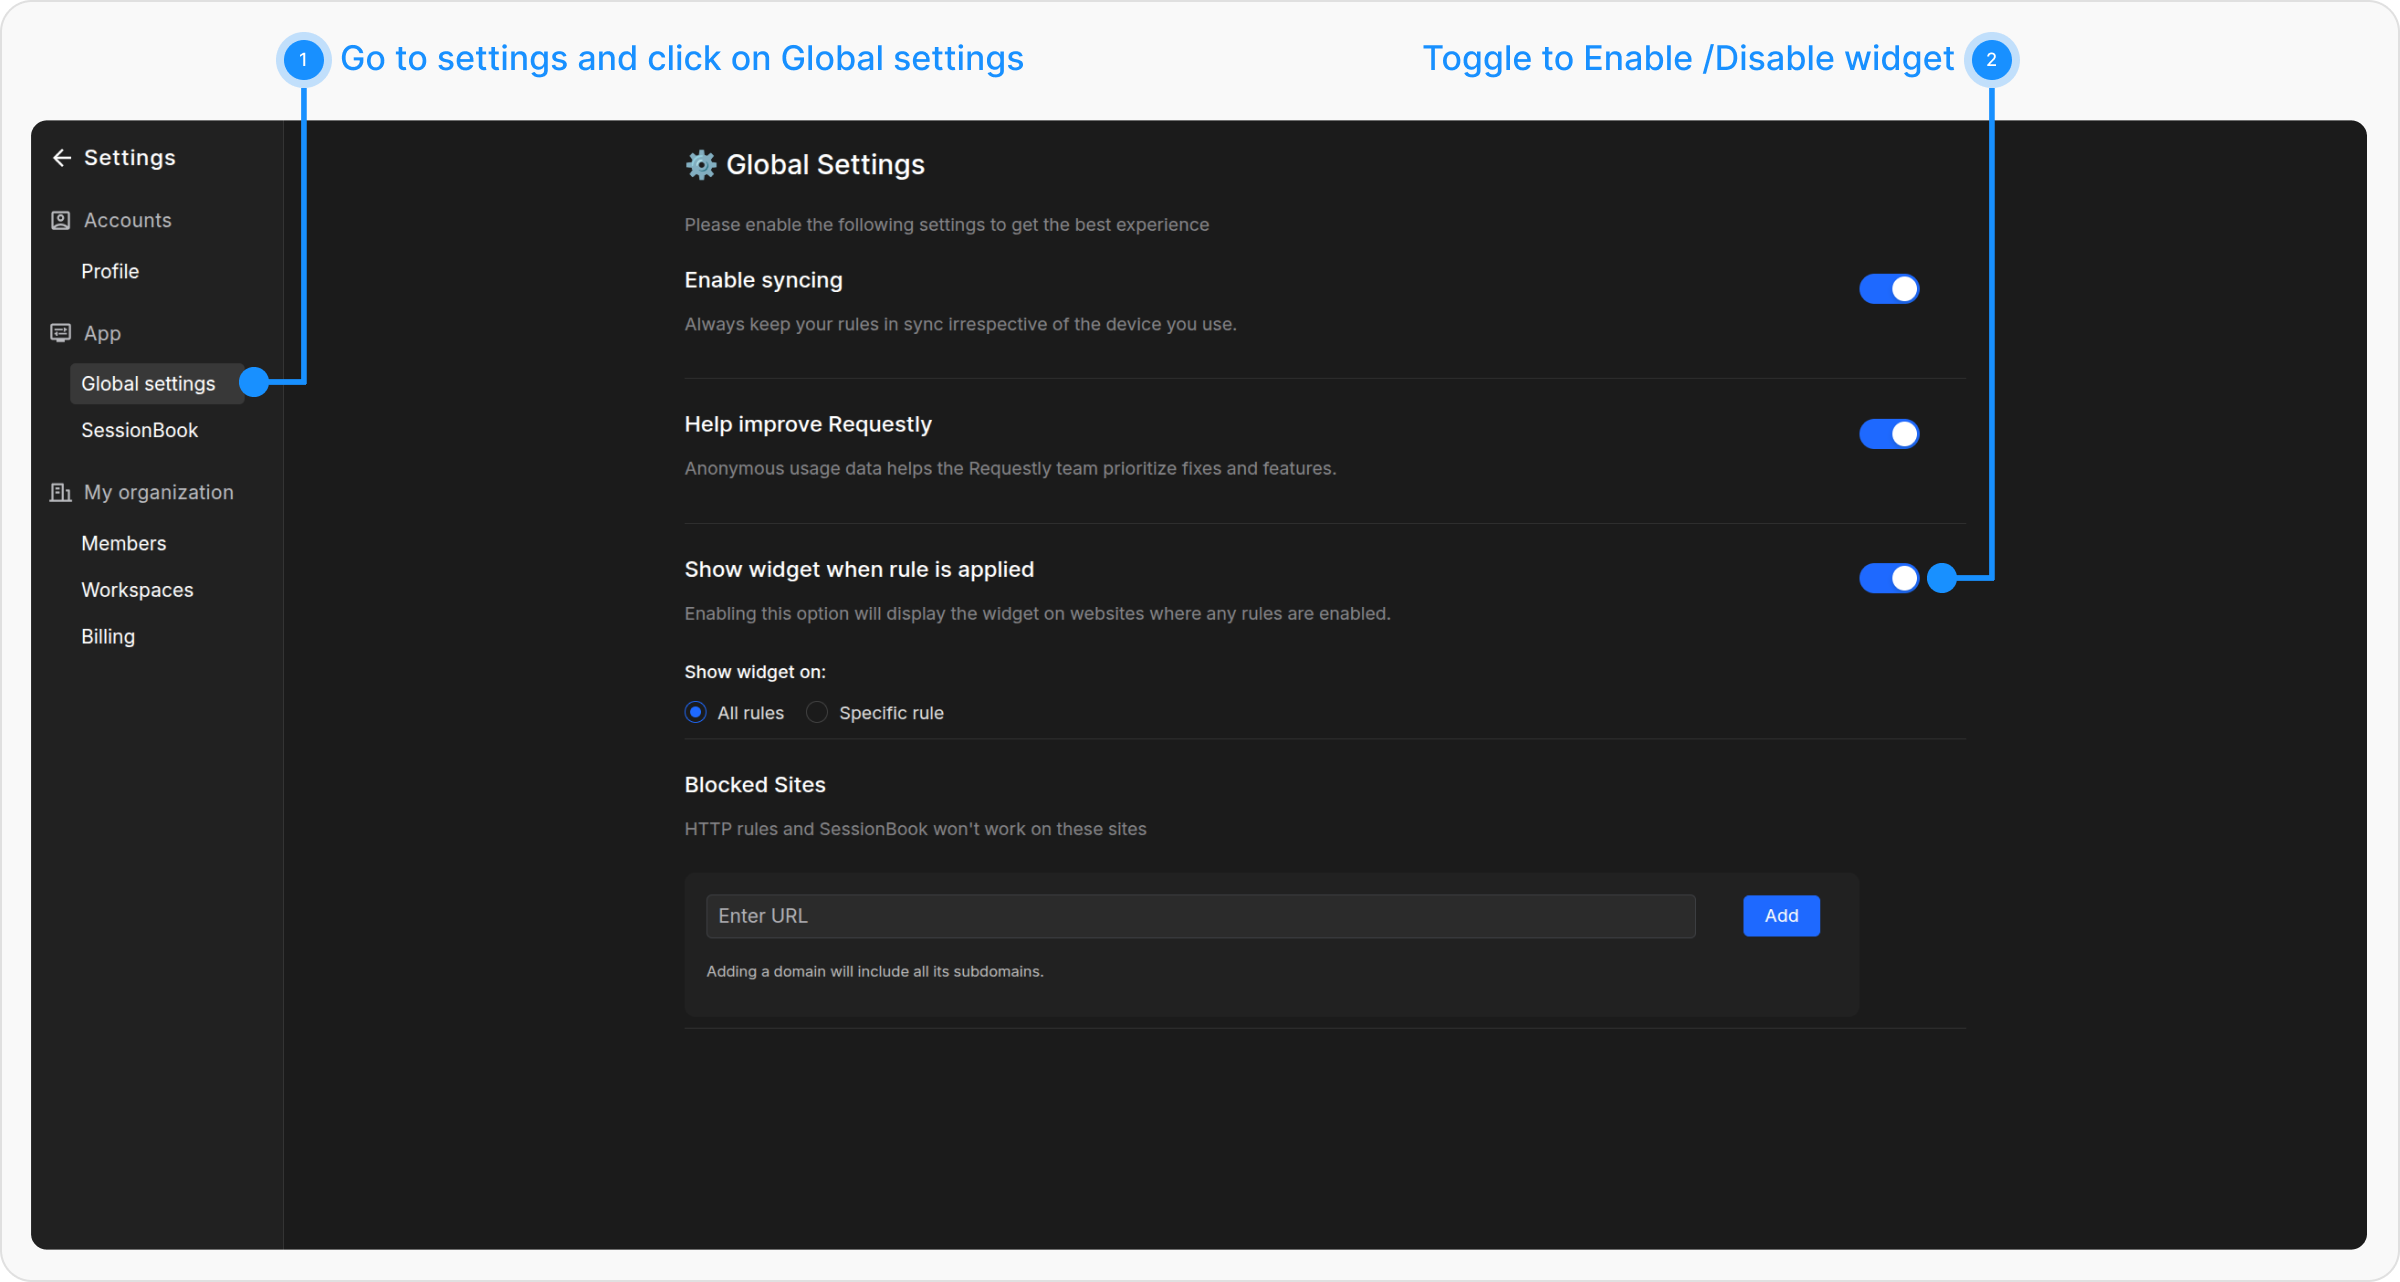 1 Go to settings and click on Global settings
Toggle to Enable /Disable widget 2
Settings
Accounts
Profile
App
Global settings
SessionBook
My organization
Members
Workspaces
Billing
Global Settings
Please enable the following settings to get the best experience
Enable syncing
Always keep your rules in sync irrespective of the device you use.
Help improve Requestly
Anonymous usage data helps the Requestly team prioritize fixes and features.
Show widget when rule is applied
Enabling this option will display the widget on websites where any rules are enabled.
Show widget on:
All rules Specific rule
Blocked Sites
HTTP rules and SessionBook won't work on these sites
Enter URL Add
Adding a domain will include all its subdomains.